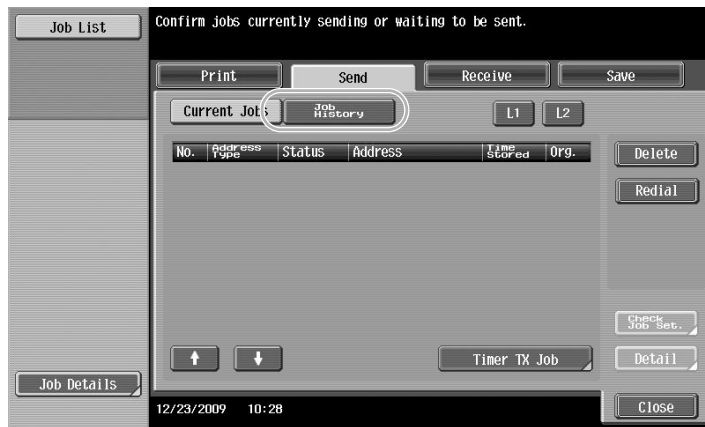 Job List
Confirm jobs currently sending or waiting to be sent.
Print
Send
Receive
Save
Current Jobs
Job
History
L1
L2
No.
Address
Type
Status
Address
Time
Stored
Org.
Delete
Redial
Check
Job Set.
Timer TX Job
Detail
Job Details
12/23/2009 10:28
Close